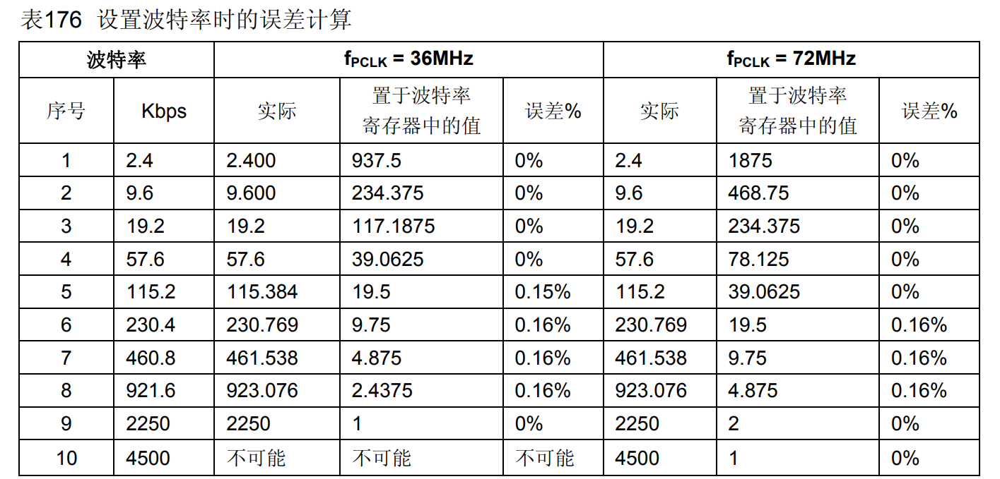 表176 设置波特率时的误差计算
波特率 fPCLK = 36MHz fPCLK = 72MHz
序号 Kbps 实际 置于波特率 寄存器中的值 误差% 实际 置于波特率 寄存器中的值 误差%
1 2.4 2.400 937.5 0% 2.4 1875 0%
2 9.6 9.600 234.375 0% 9.6 468.75 0%
3 19.2 19.2 117.1875 0% 19.2 234.375 0%
4 57.6 57.6 39.0625 0% 57.6 78.125 0%
5 115.2 115.384 19.5 0.15% 115.2 39.0625 0%
6 230.4 230.769 9.75 0.16% 230.769 19.5 0.16%
7 460.8 461.538 4.875 0.16% 461.538 9.75 0.16%
8 921.6 923.076 2.4375 0.16% 923.076 4.875 0.16%
9 2250 2250 1 0% 2250 2 0%
10 4500 不可能 不可能 不可能 4500 1 0%